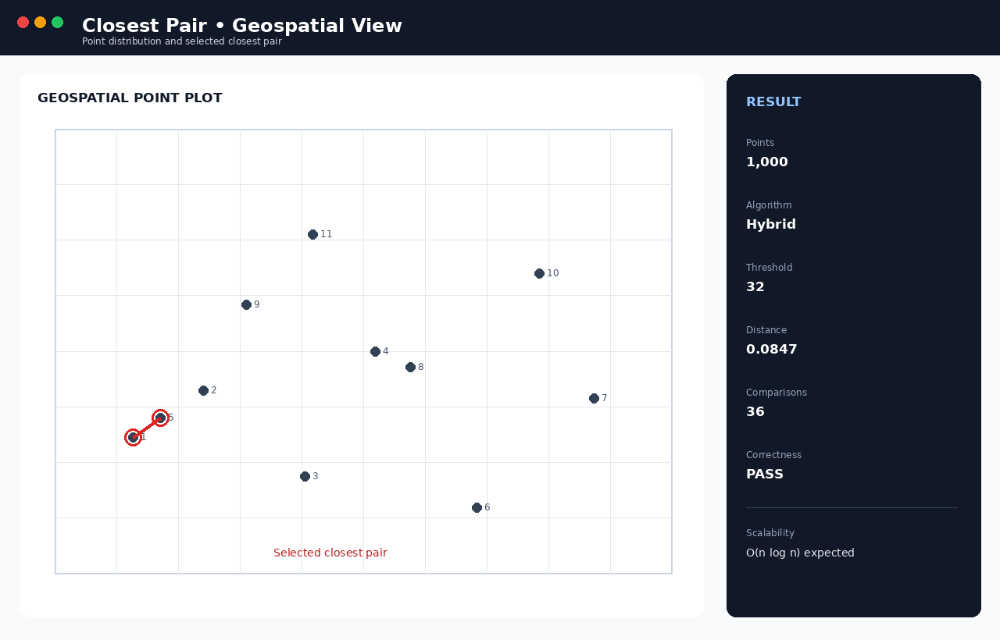 Closest Pair • Geospatial View
Point distribution and selected closest pair
GEOSPATIAL POINT PLOT
11
10
9
4
8
2
7
5
1
3
6
Selected closest pair
RESULT
Points
1,000
Algorithm
Hybrid
Threshold
32
Distance
0.0847
Comparisons
36
Correctness
PASS
Scalability
O(n log n) expected